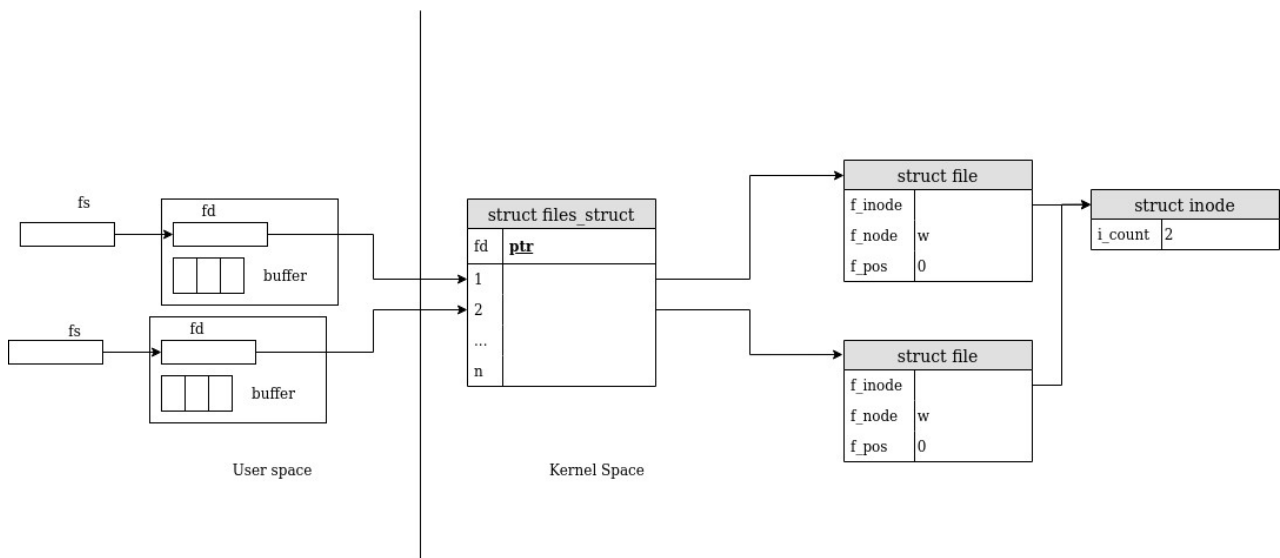 fs
fd
buffer
fs
fd
buffer
User space
struct files_struct
fd ptr
1
2
...
n
Kernel Space
struct file
f_inode
f_node w
f_pos 0
struct file
f_inode
f_node w
f_pos 0
struct inode
i_count 2